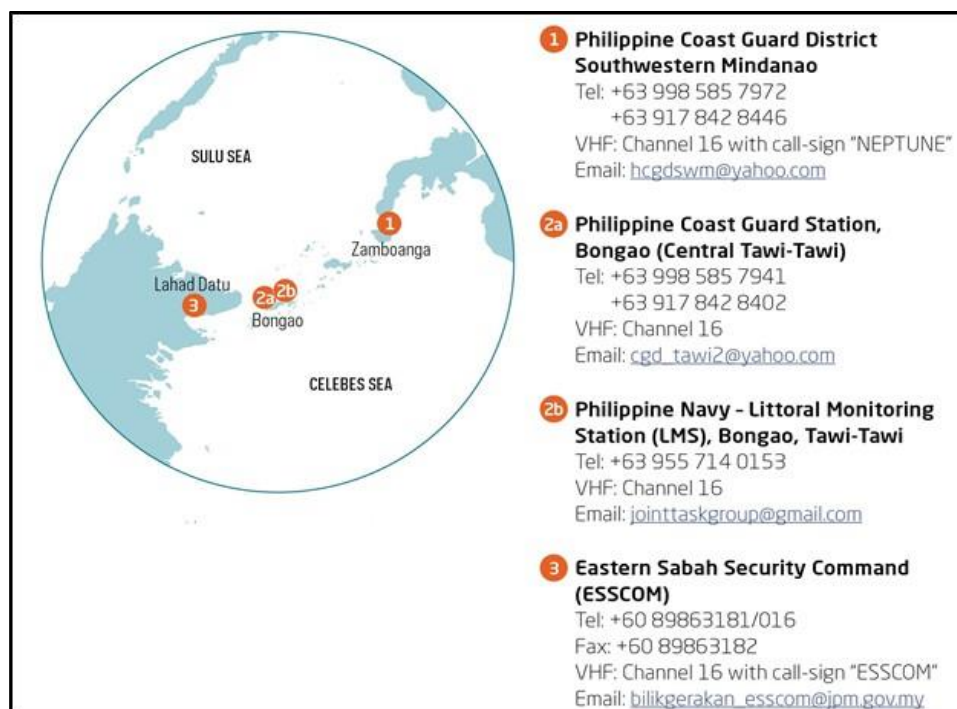 SULU SEA
1
Zamboanga
Lahad Datu
3
2a
2b
Bongao
CELEBES SEA
1 Philippine Coast Guard District
Southwestern Mindanao
Tel: +63 998 585 7972
+63 917 842 8446
VHF: Channel 16 with call-sign "NEPTUNE"
Email: hcgdswm@yahoo.com
2a Philippine Coast Guard Station,
Bongao (Central Tawi-Tawi)
Tel: +63 998 585 7941
+63 917 842 8402
VHF: Channel 16
Email: cgd_tawi2@yahoo.com
2b Philippine Navy - Littoral Monitoring
Station (LMS), Bongao, Tawi-Tawi
Tel: +63 955 714 0153
VHF: Channel 16
Email: jointtaskgroup@gmail.com
3 Eastern Sabah Security Command
(ESSCOM)
Tel: +60 89863181/016
Fax: +60 89863182
VHF: Channel 16 with call-sign "ESSCOM"
Email: bilikgerakan_esscom@jpm.gov.my